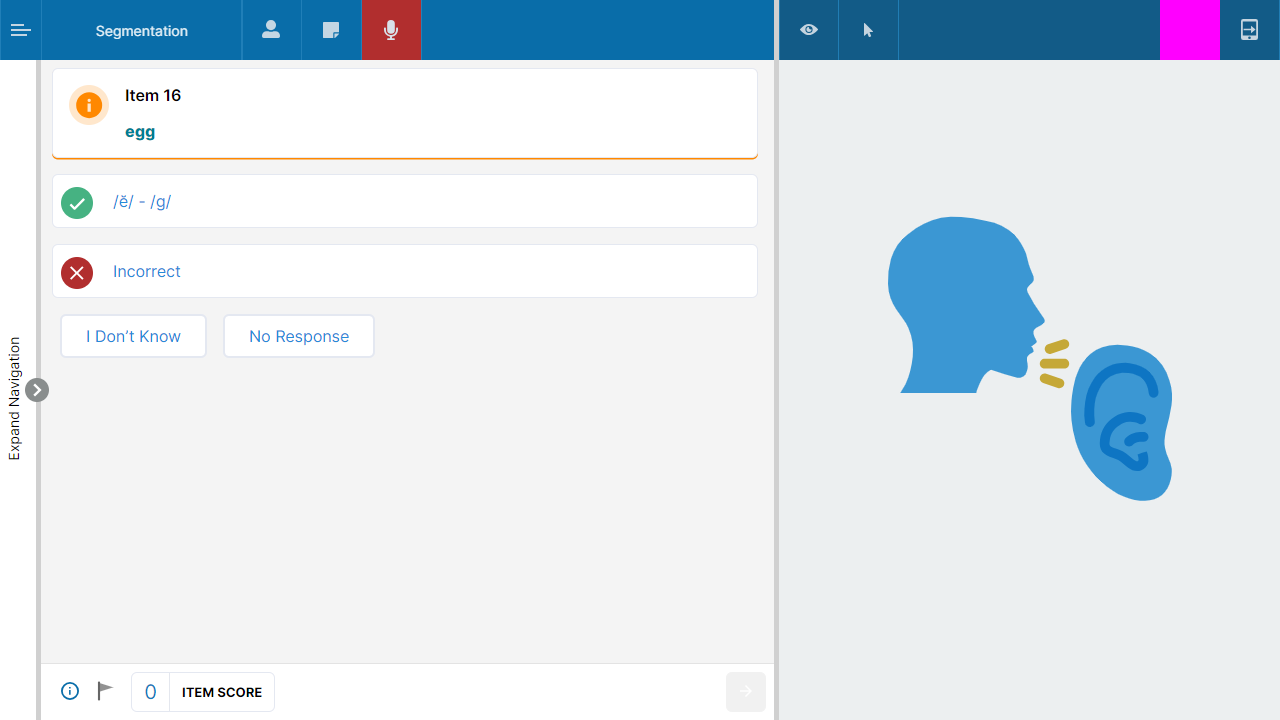 Segmentation
Item 16
egg
/ĕ/ - /g/
Incorrect
I Don’t Know
No Response
Expand Navigation
0
ITEM SCORE